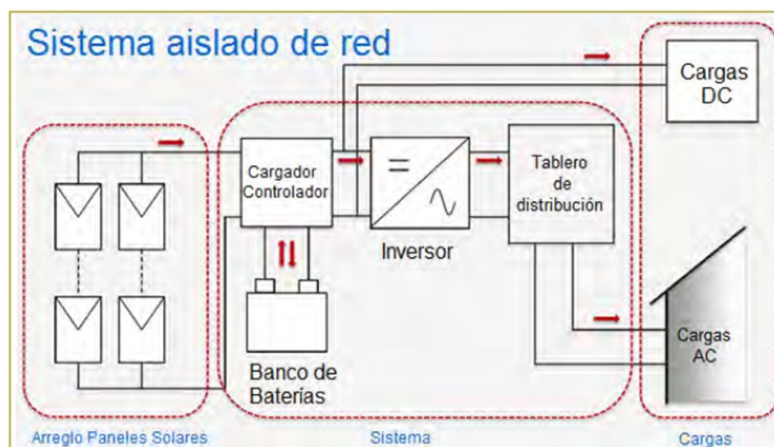 Sistema aislado de red
Cargas
DC
Cargador
Controlador
Tablero
de
distribución
Inversor
Banco de
Baterías
Cargas
AC
Arreglo Paneles Solares
Sistema
Cargas